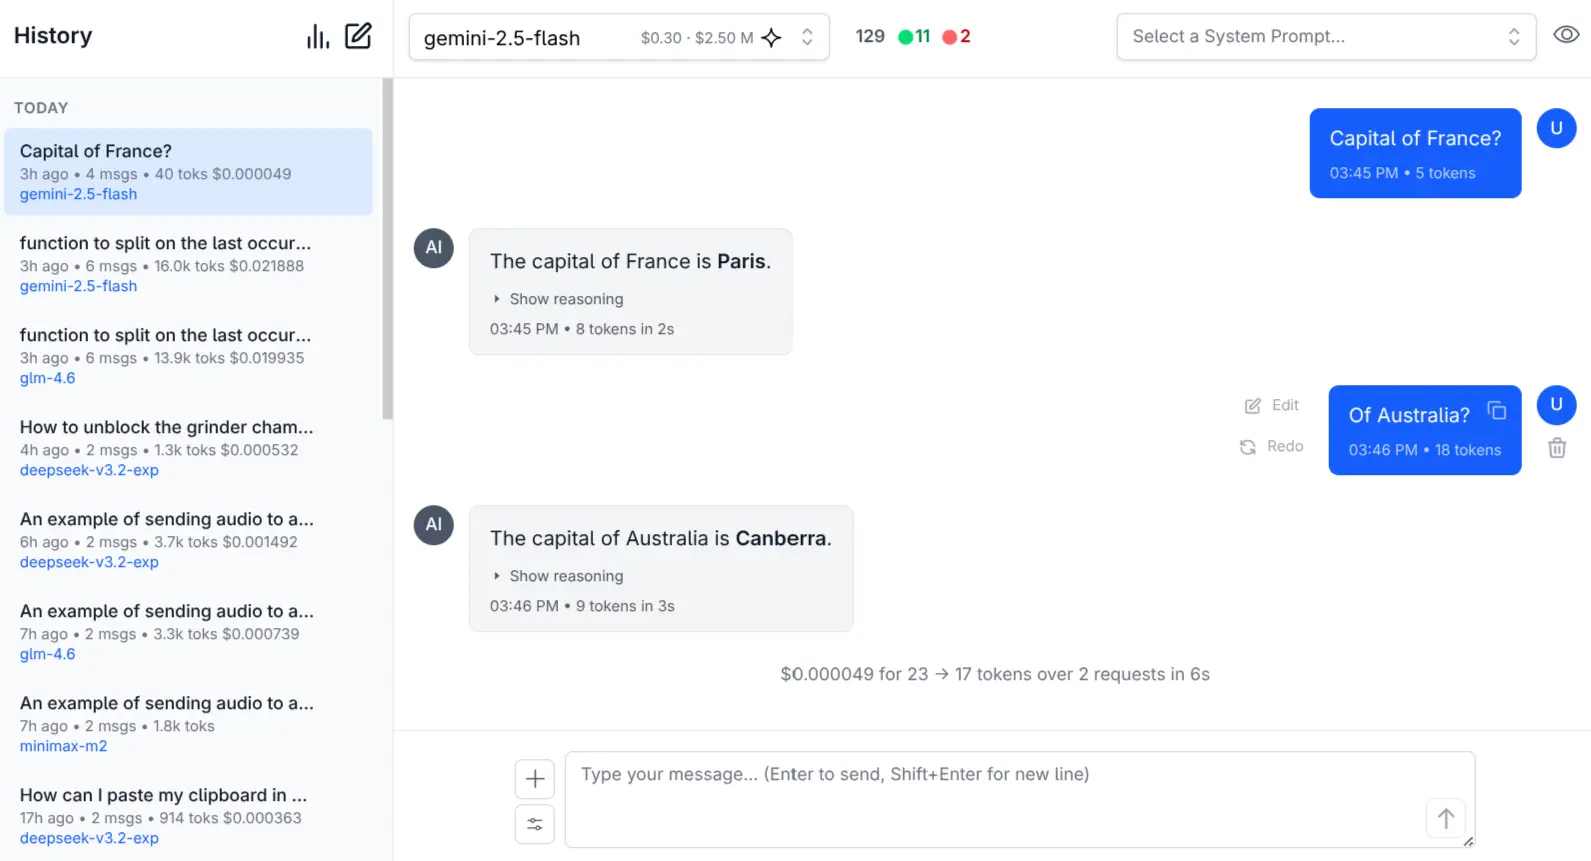 History
gemini-2.5-flash $0.30 · $2.50 M
129 11 2
Select a System Prompt...
TODAY
Capital of France?
3h ago • 4 msgs • 40 toks $0.000049
gemini-2.5-flash
function to split on the last occur...
3h ago • 6 msgs • 16.0k toks $0.021888
gemini-2.5-flash
function to split on the last occur...
3h ago • 6 msgs • 13.9k toks $0.019935
glm-4.6
How to unblock the grinder cham...
4h ago • 2 msgs • 1.3k toks $0.000532
deepseek-v3.2-exp
An example of sending audio to a...
6h ago • 2 msgs • 3.7k toks $0.001492
deepseek-v3.2-exp
An example of sending audio to a...
7h ago • 2 msgs • 3.3k toks $0.000739
glm-4.6
An example of sending audio to a...
7h ago • 2 msgs • 1.8k toks
minimax-m2
How can I paste my clipboard in ...
17h ago • 2 msgs • 914 toks $0.000363
deepseek-v3.2-exp
Capital of France?
03:45 PM • 5 tokens
U
AI
The capital of France is Paris.
Show reasoning
03:45 PM • 8 tokens in 2s
Edit
Redo
Of Australia?
03:46 PM • 18 tokens
U
AI
The capital of Australia is Canberra.
Show reasoning
03:46 PM • 9 tokens in 3s
$0.000049 for 23 → 17 tokens over 2 requests in 6s
Type your message... (Enter to send, Shift+Enter for new line)